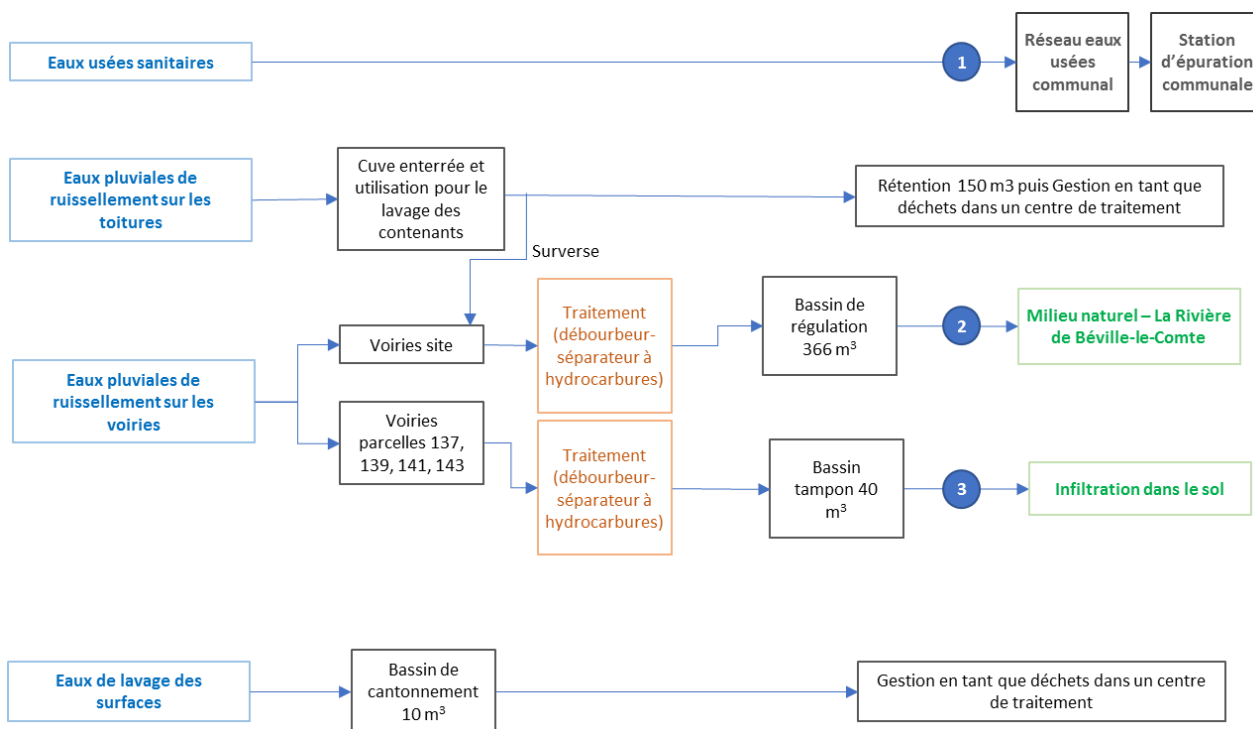 Eaux usées sanitaires
1
Réseau eaux
usées
communal
Station
d'épuration
communale
Eaux pluviales de
ruissellement sur les
toitures
Cuve enterrée et
utilisation pour le
lavage des
contenants
Rétention 150 m3 puis Gestion en tant que
déchets dans un centre de traitement
Surverse
Eaux pluviales de
ruissellement sur les
voiries
Voiries site
Traitement
(débourbeur-
séparateur à
hydrocarbures)
Bassin de
régulation
366 m³
2
Milieu naturel – La Rivière
de Béville-le-Comte
Voiries
parcelles 137,
139, 141, 143
Traitement
(débourbeur-
séparateur à
hydrocarbures)
Bassin
tampon 40
m³
3
Infiltration dans le sol
Eaux de lavage des
surfaces
Bassin de
cantonnement
10 m³
Gestion en tant que déchets dans un centre
de traitement